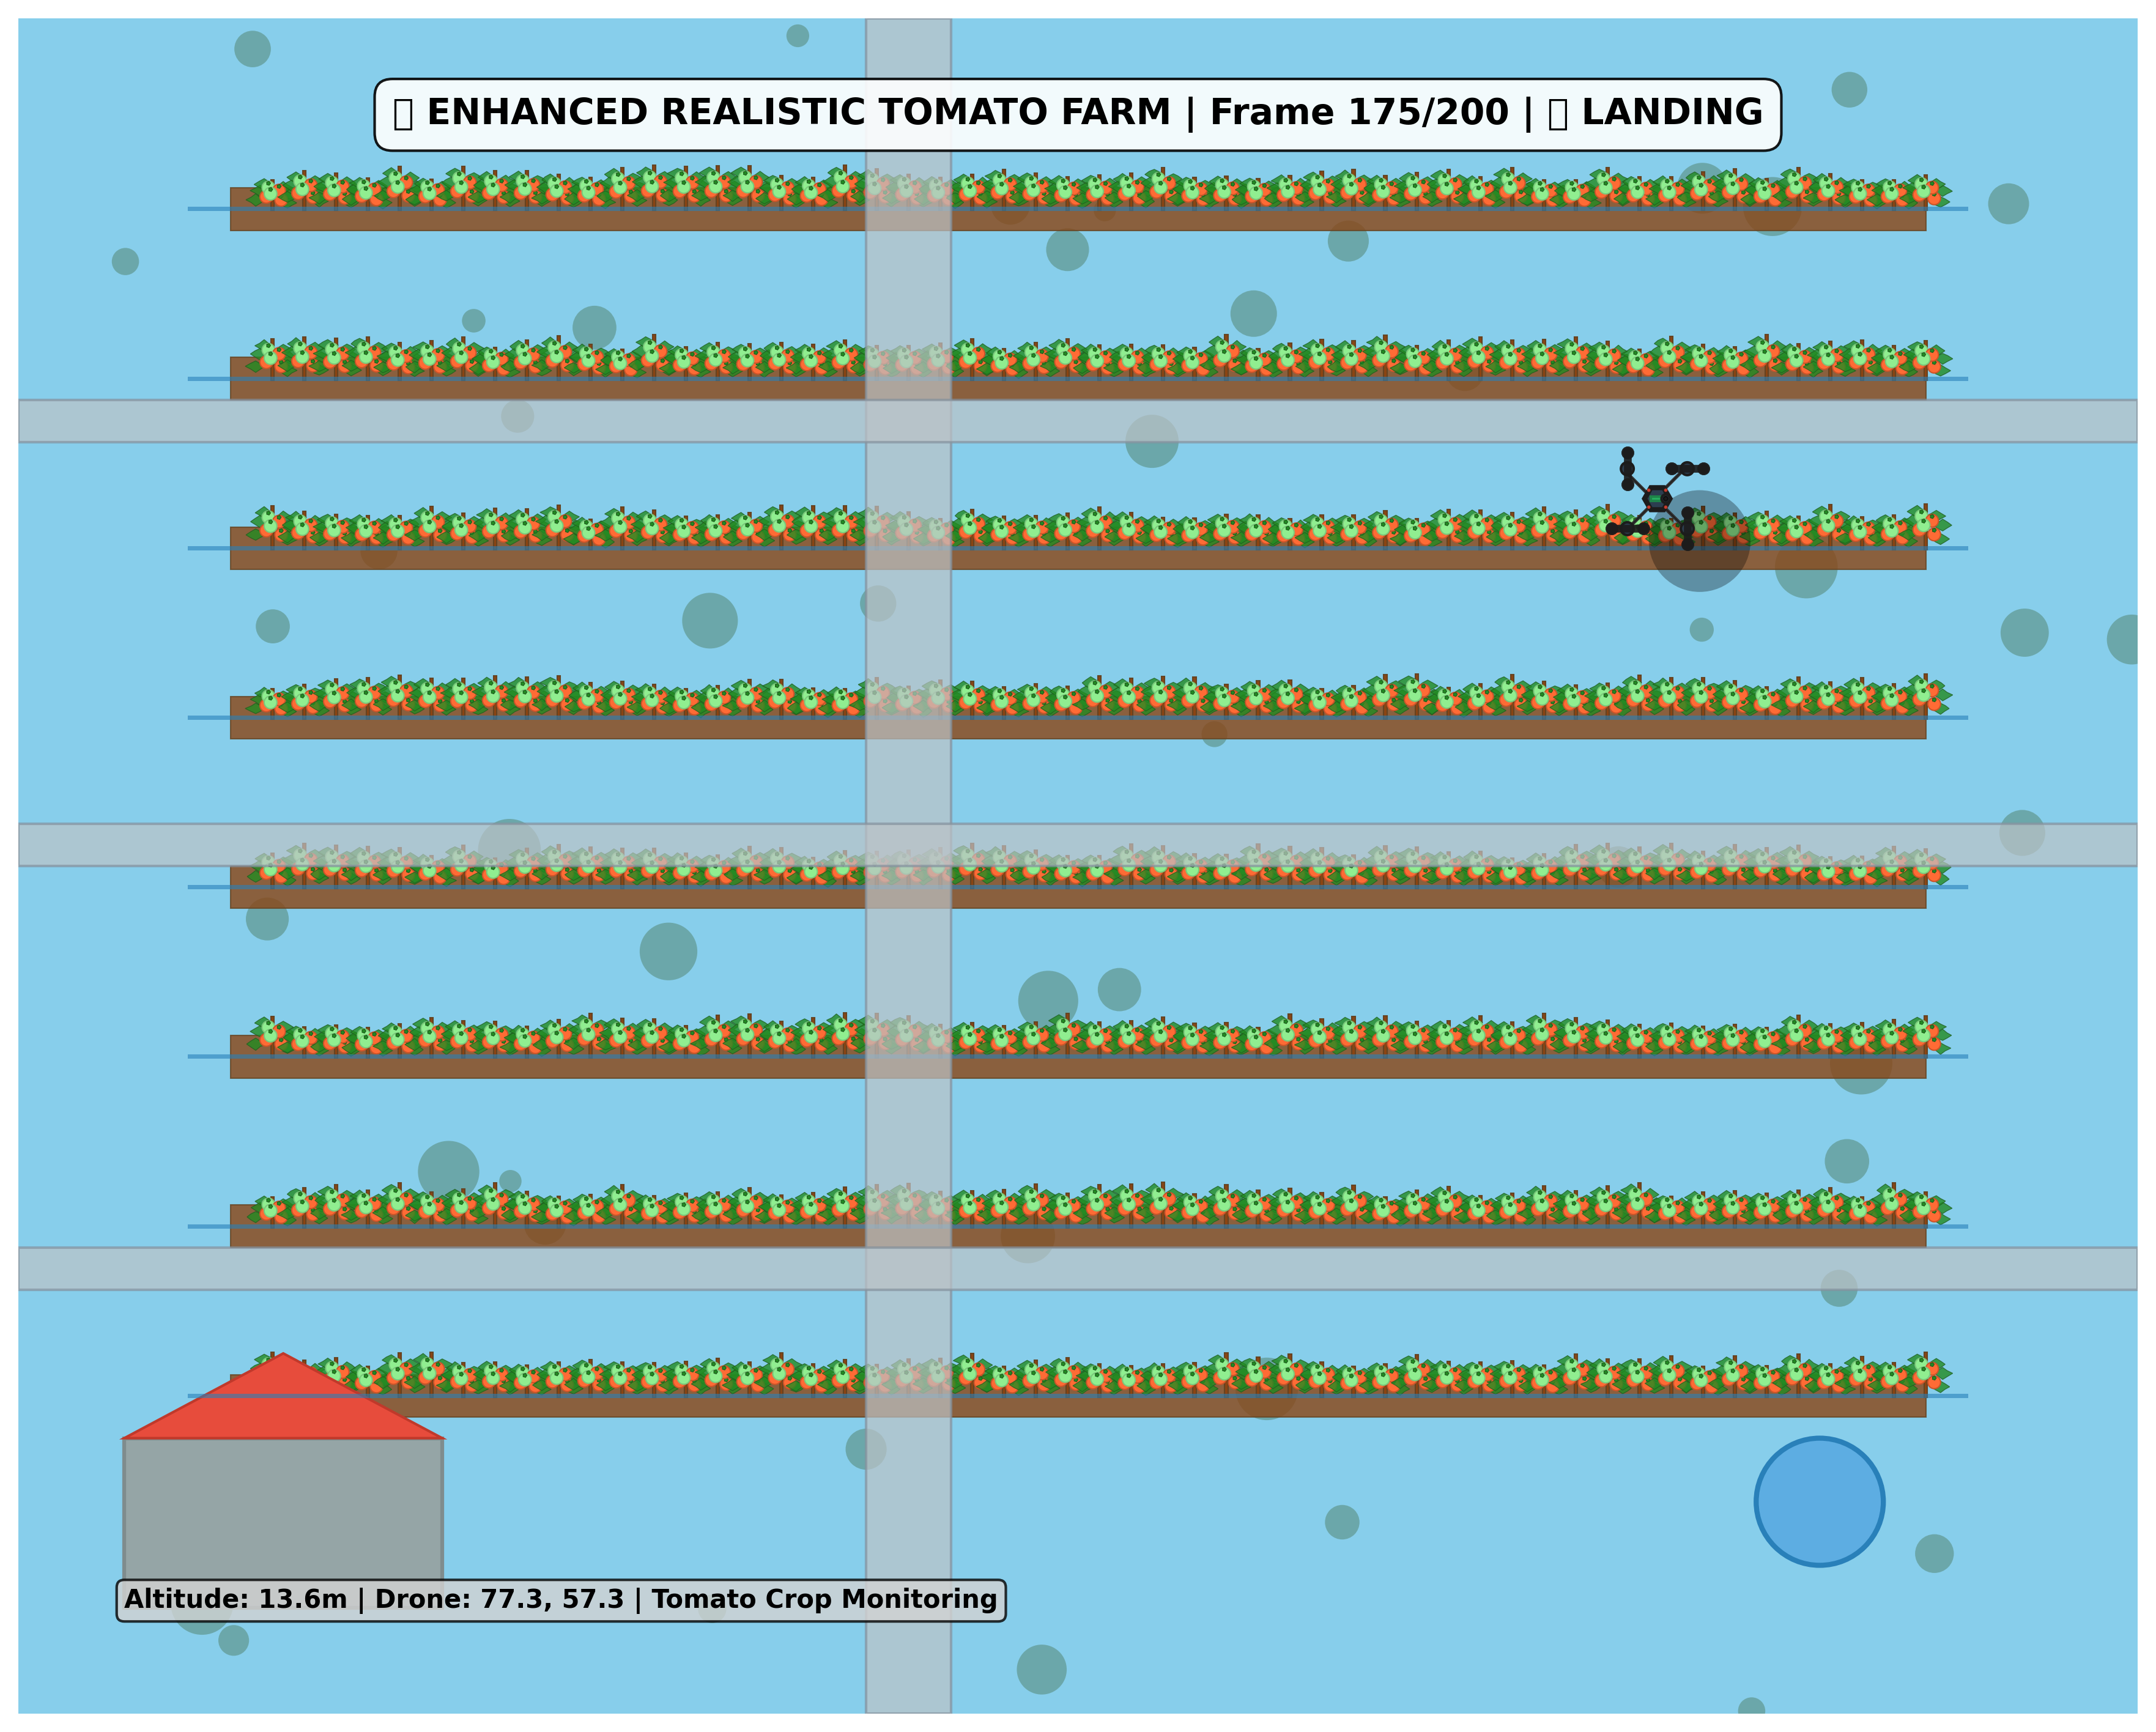 ▯ ENHANCED REALISTIC TOMATO FARM | Frame 175/200 | ▯ LANDING
Altitude: 13.6m | Drone: 77.3, 57.3 | Tomato Crop Monitoring